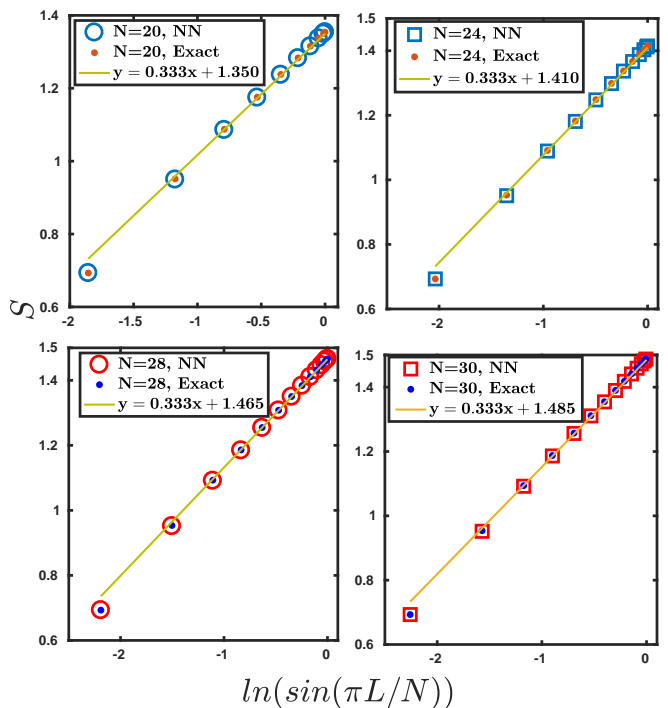 N=20, NN
N=20, Exact
y = 0.333x + 1.350
1.4
1.2
1
0.8
0.6
-2
-1.5
-1
-0.5
0
N=24, NN
N=24, Exact
y = 0.333x + 1.410
1.5
1.4
1.2
1
0.8
0.6
-2
-1
0
S
N=28, NN
N=28, Exact
y = 0.333x + 1.465
1.5
1.4
1.2
1
0.8
0.6
-2
-1
0
N=30, NN
N=30, Exact
y = 0.333x + 1.485
1.5
1.4
1.2
1
0.8
0.6
-2
-1
0
ln(sin(πL/N))